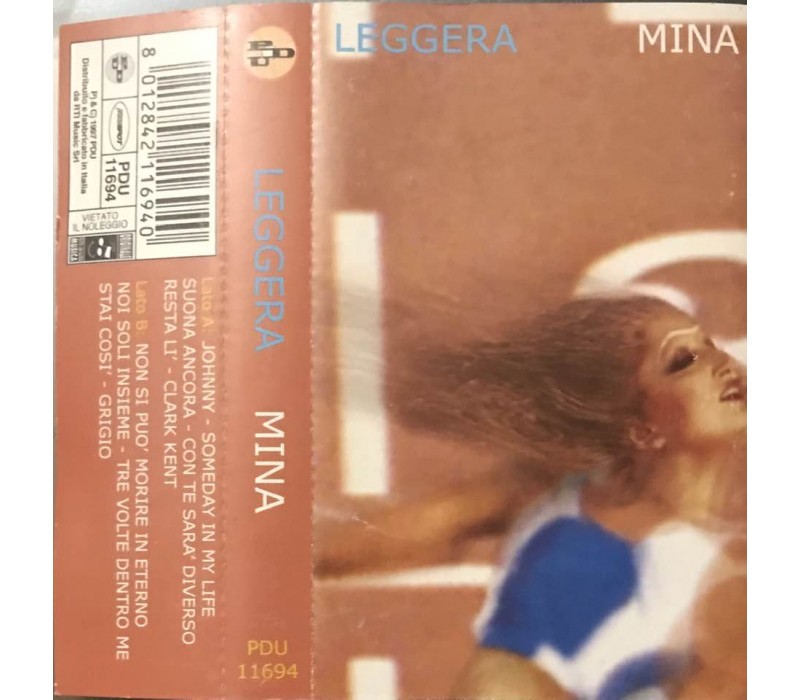 LEGGERA
MINA
PDU
11694
LEGGERA
MINA
PDU
11694
Lato A: JOHNNY - SOMEDAY IN MY LIFE
SUONA ANCORA - CON TE SARA' DIVERSO
RESTA LI' - CLARK KENT
Lato B: NON SI PUO' MORIRE IN ETERNO
NOI SOLI INSIEME - TRE VOLTE DENTRO ME
STAI COSI' - GRIGIO
8 012842 116940
P) & C) 1997 PDU
Distribuito e fabbricato in Italia
da RTI Music Srl
VIETATO
IL NOLEGGIO
MUSICA